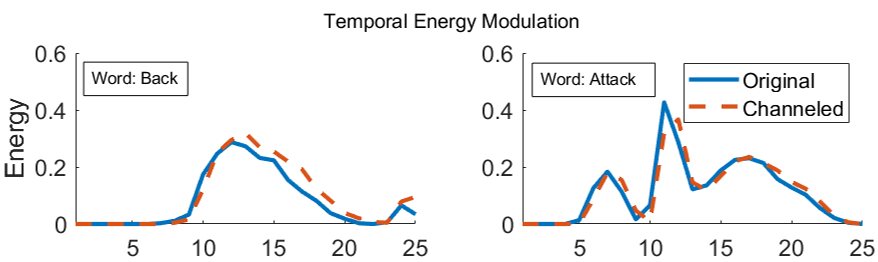 Temporal Energy Modulation
Energy
0.6
0.4
0.2
0
Word: Back
5 10 15 20 25
0.6
0.4
0.2
0
Word: Attack
Original
Channeled
5 10 15 20 25